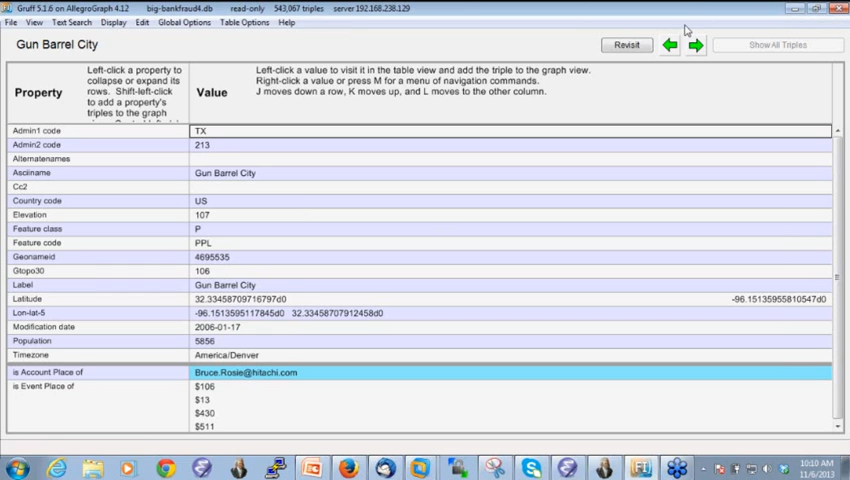 Gruff 5.1.6 on AllegroGraph 4.12 big-bankfraud4.db read-only 543,067 triples server 192.168.238.129
File View Text Search Display Edit Global Options Table Options Help
Gun Barrel City Revisit Show All Triples
Property
Left-click a property to
collapse or expand its
rows. Shift-left-click
to add a property's
triples to the graph
Value
Left-click a value to visit it in the table view and add the triple to the graph view.
Right-click a value or press M for a menu of navigation commands.
J moves down a row, K moves up, and L moves to the other column.
Admin1 code TX
Admin2 code 213
Alternatenames
Asciname Gun Barrel City
Cc2
Country code US
Elevation 107
Feature class P
Feature code PPL
Geonameid 4695535
Gtopo30 106
Label Gun Barrel City
Latitude 32.33458709716797d0 -96.15135955810547d0
Lon-lat-5 -96.1513595117845d0 32.33458707912458d0
Modification date 2006-01-17
Population 5856
Timezone America/Denver
is Account Place of Bruce.Rosie@hitachi.com
is Event Place of $106
$13
$430
$511
10:10 AM
11/6/2013